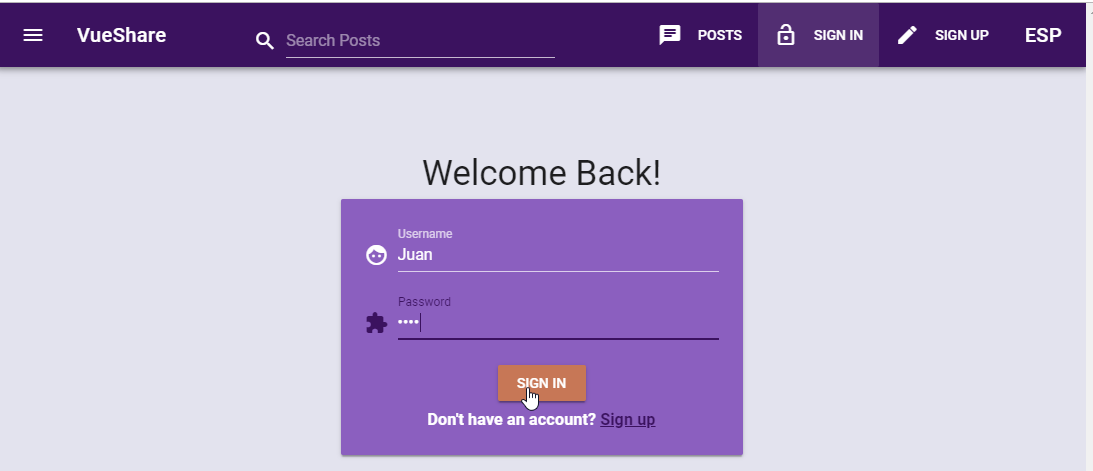 VueShare
Search Posts
POSTS
SIGN IN
SIGN UP
ESP
Welcome Back!
Username
Juan
Password
••••
SIGN IN
Don't have an account? Sign up